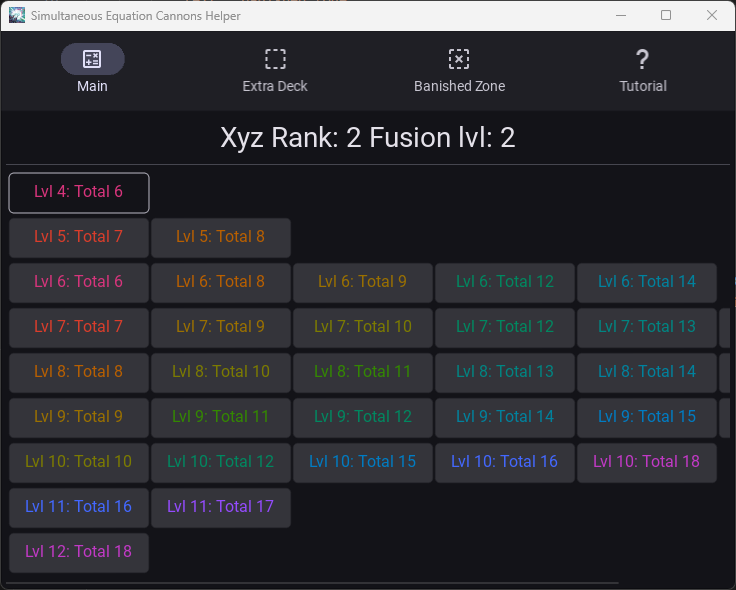 Simultaneous Equation Cannons Helper
Main Extra Deck Banished Zone Tutorial
Xyz Rank: 2 Fusion lvl: 2
Lvl 4: Total 6
Lvl 5: Total 7 Lvl 5: Total 8
Lvl 6: Total 6 Lvl 6: Total 8 Lvl 6: Total 9 Lvl 6: Total 12 Lvl 6: Total 14
Lvl 7: Total 7 Lvl 7: Total 9 Lvl 7: Total 10 Lvl 7: Total 12 Lvl 7: Total 13
Lvl 8: Total 8 Lvl 8: Total 10 Lvl 8: Total 11 Lvl 8: Total 13 Lvl 8: Total 14
Lvl 9: Total 9 Lvl 9: Total 11 Lvl 9: Total 12 Lvl 9: Total 14 Lvl 9: Total 15
Lvl 10: Total 10 Lvl 10: Total 12 Lvl 10: Total 15 Lvl 10: Total 16 Lvl 10: Total 18
Lvl 11: Total 16 Lvl 11: Total 17
Lvl 12: Total 18